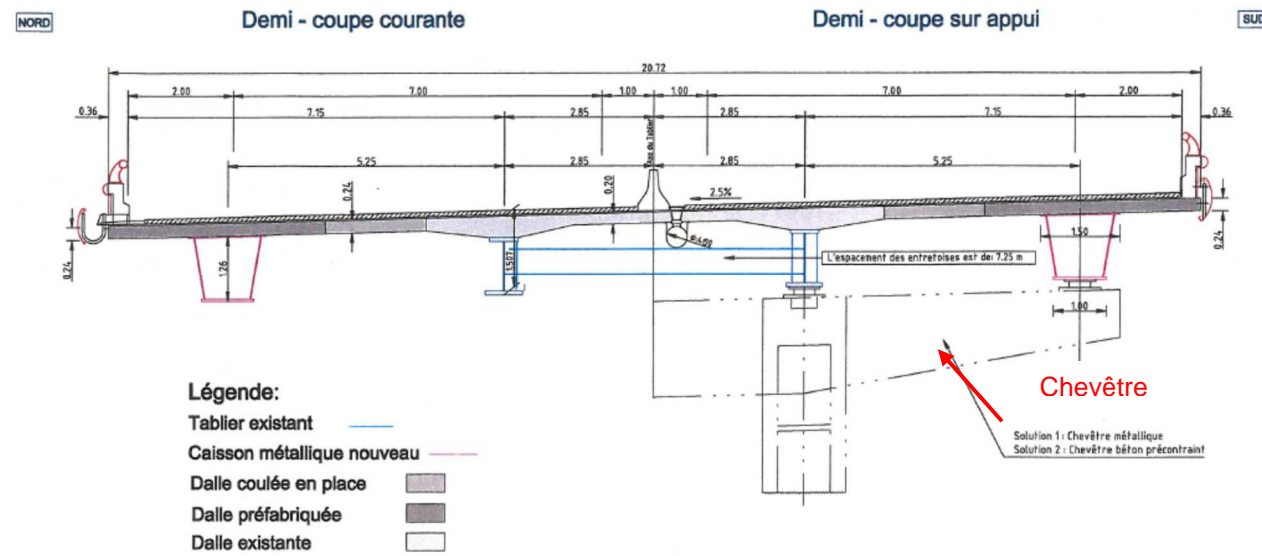 NORD
Demi - coupe courante
Demi - coupe sur appui
SUD
20.72
2.00 7.00 1.00 1.00 7.00 2.00
0.36 7.15 2.85 2.85 7.15 0.36
Axe du Tablier
5.25 2.85 2.85 5.25
0.24 0.20 2.5%
0.24 1.26 1.507 1.50 0.24
L'espacement des entretoises est de: 7.25 m
1.00
Chevêtre
Solution 1 : Chevêtre métallique
Solution 2 : Chevêtre béton précontraint
Légende:
Tablier existant
Caisson métallique nouveau
Dalle coulée en place
Dalle préfabriquée
Dalle existante